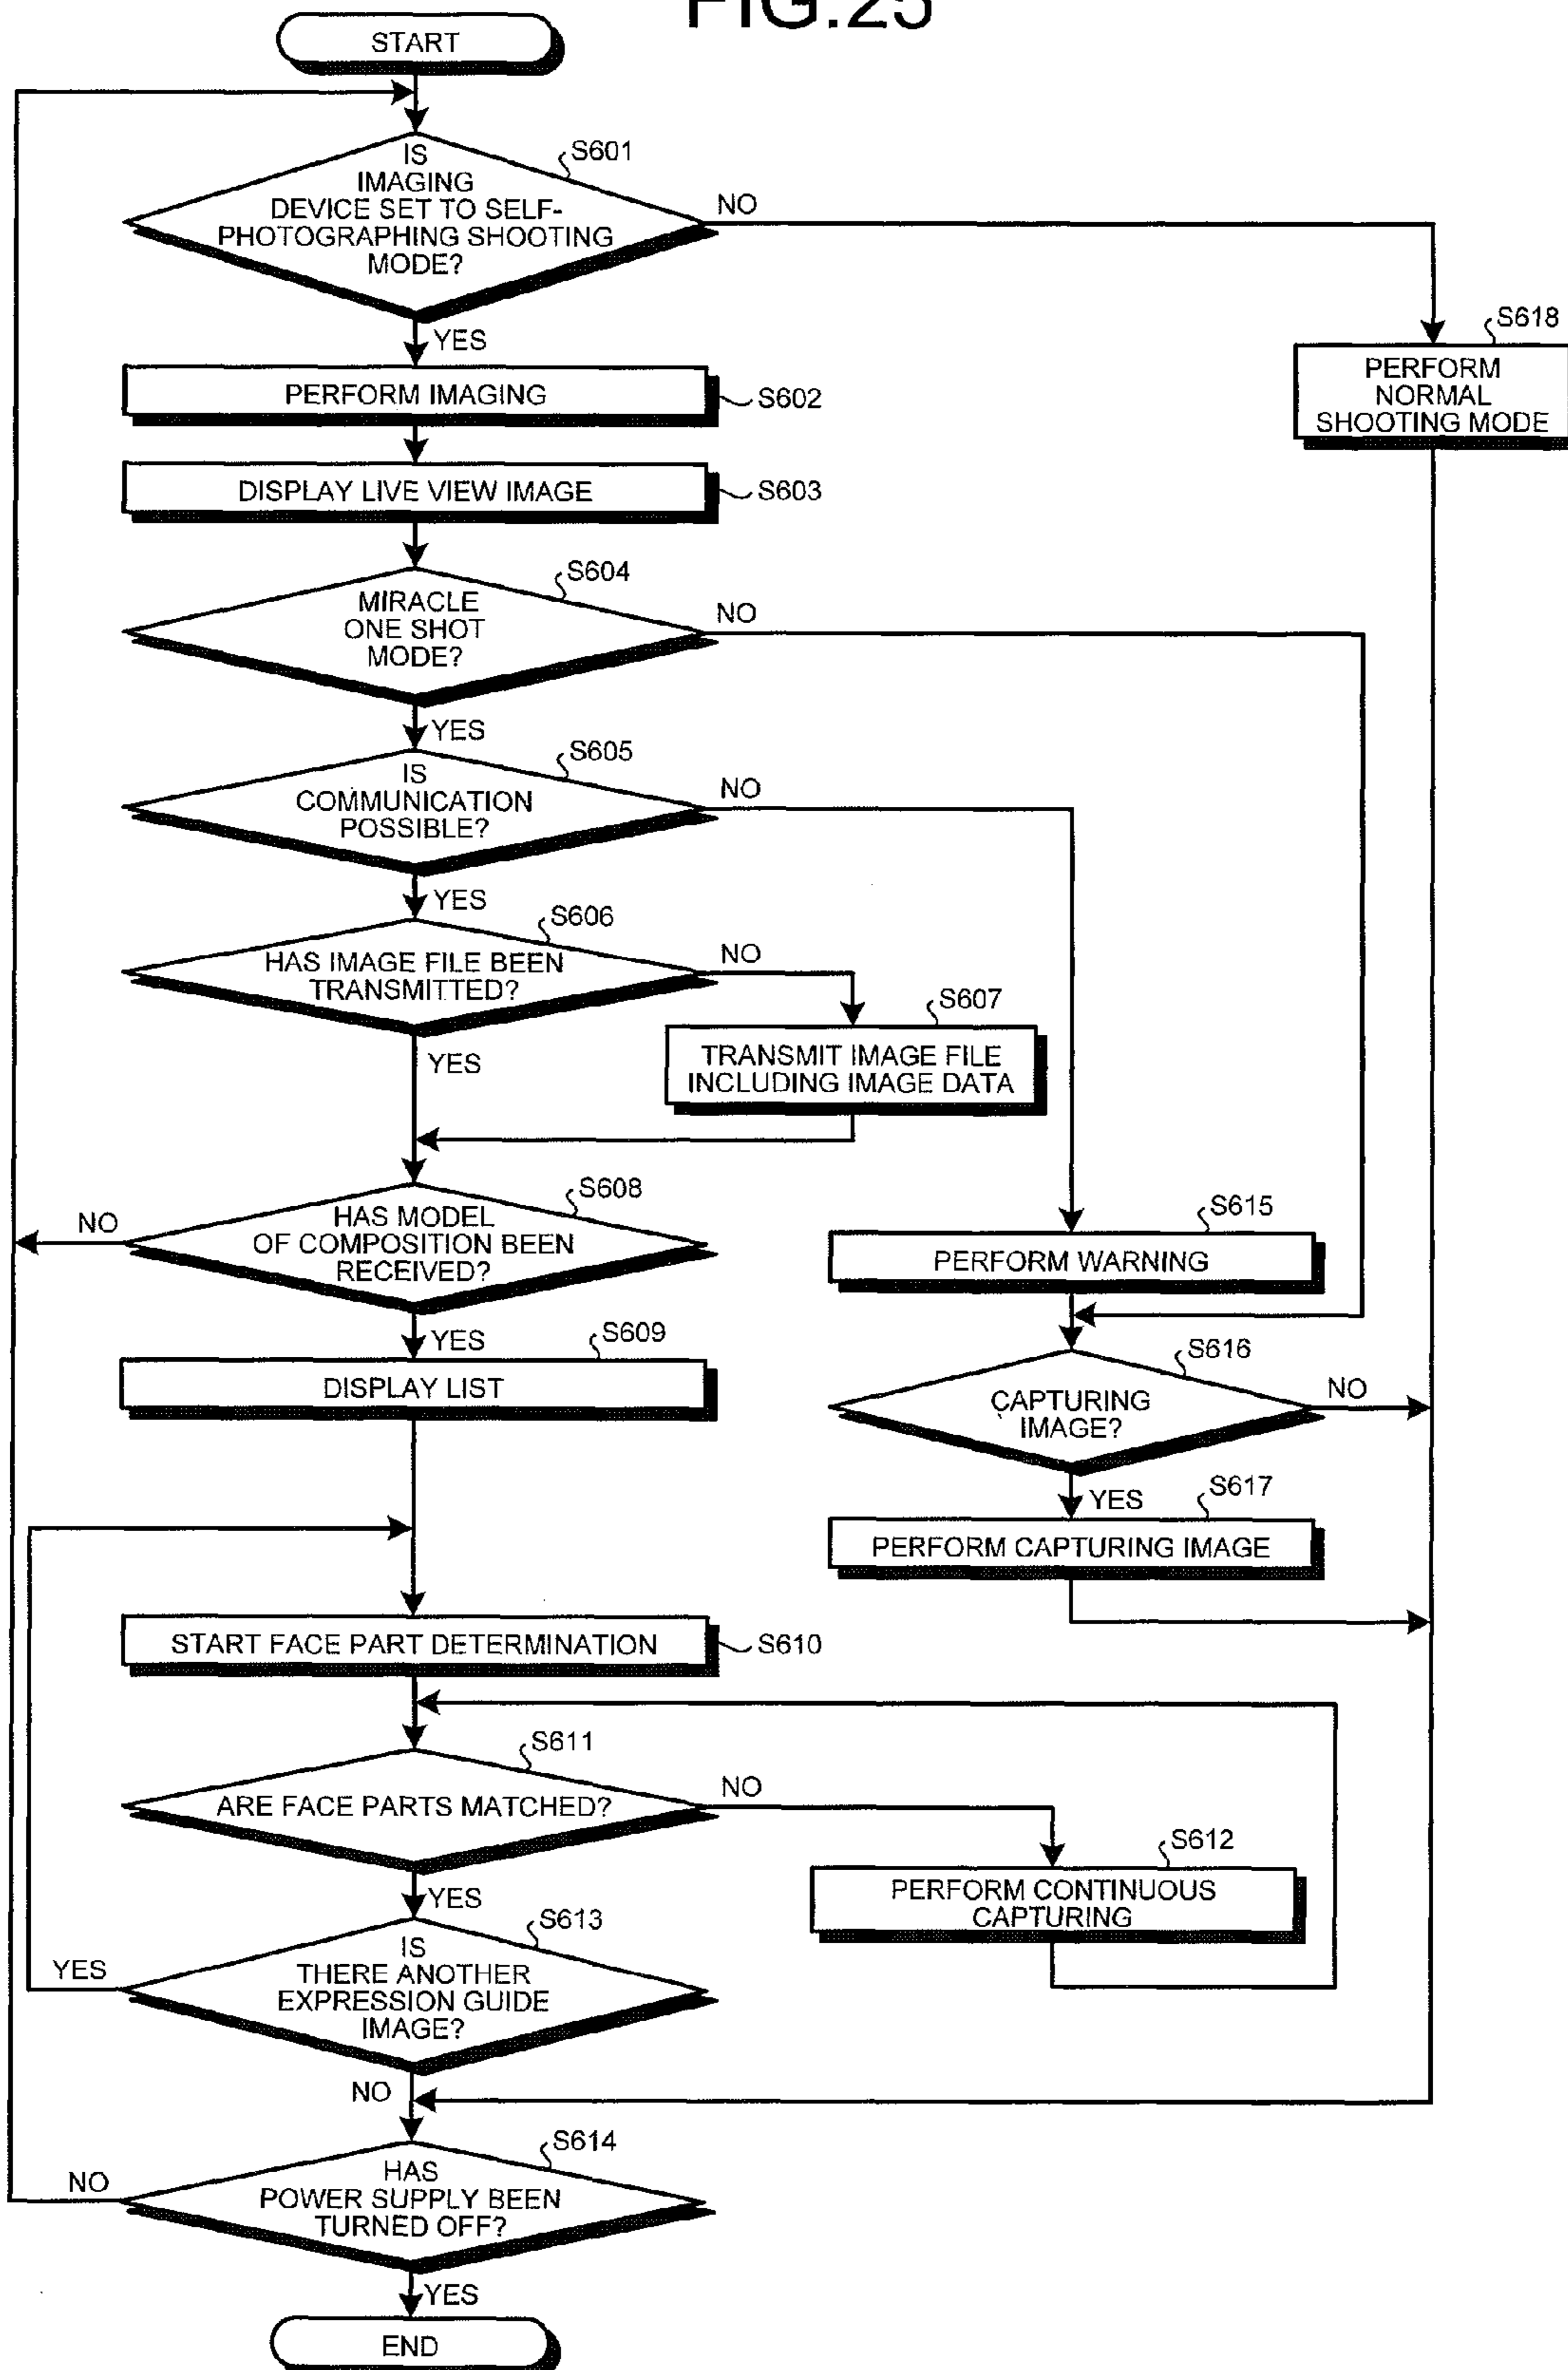 FIG.25
START
IS
IMAGING
DEVICE SET TO SELF-
PHOTOGRAPHING SHOOTING
MODE?
S601
NO
YES
S618
PERFORM
NORMAL
SHOOTING MODE
PERFORM IMAGING
S602
DISPLAY LIVE VIEW IMAGE
S603
S604
MIRACLE
ONE SHOT
MODE?
NO
YES
S605
IS
COMMUNICATION
POSSIBLE?
NO
YES
S606
HAS IMAGE FILE BEEN
TRANSMITTED?
NO
YES
S607
TRANSMIT IMAGE FILE
INCLUDING IMAGE DATA
S608
HAS MODEL
OF COMPOSITION BEEN
RECEIVED?
NO
YES
S615
PERFORM WARNING
S609
DISPLAY LIST
S616
CAPTURING
IMAGE?
NO
YES
S617
PERFORM CAPTURING IMAGE
START FACE PART DETERMINATION
S610
S611
ARE FACE PARTS MATCHED?
NO
YES
S612
PERFORM CONTINUOUS
CAPTURING
S613
IS
THERE ANOTHER
EXPRESSION GUIDE
IMAGE?
YES
NO
S614
HAS
POWER SUPPLY BEEN
TURNED OFF?
NO
YES
END